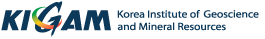 KIGAM
Korea Institute of Geoscience
and Mineral Resources